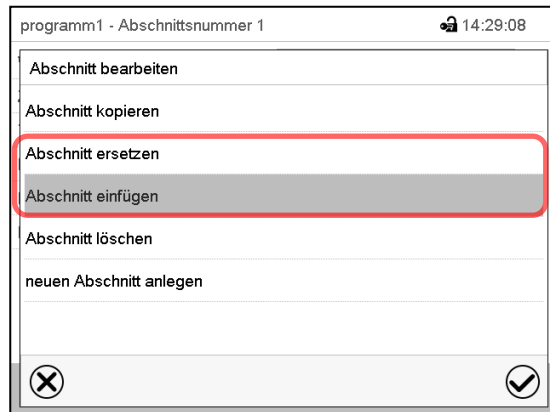 programm1 - Abschnittsnummer 1 14:29:08
Abschnitt bearbeiten
Abschnitt kopieren
Abschnitt ersetzen
Abschnitt einfügen
Abschnitt löschen
neuen Abschnitt anlegen